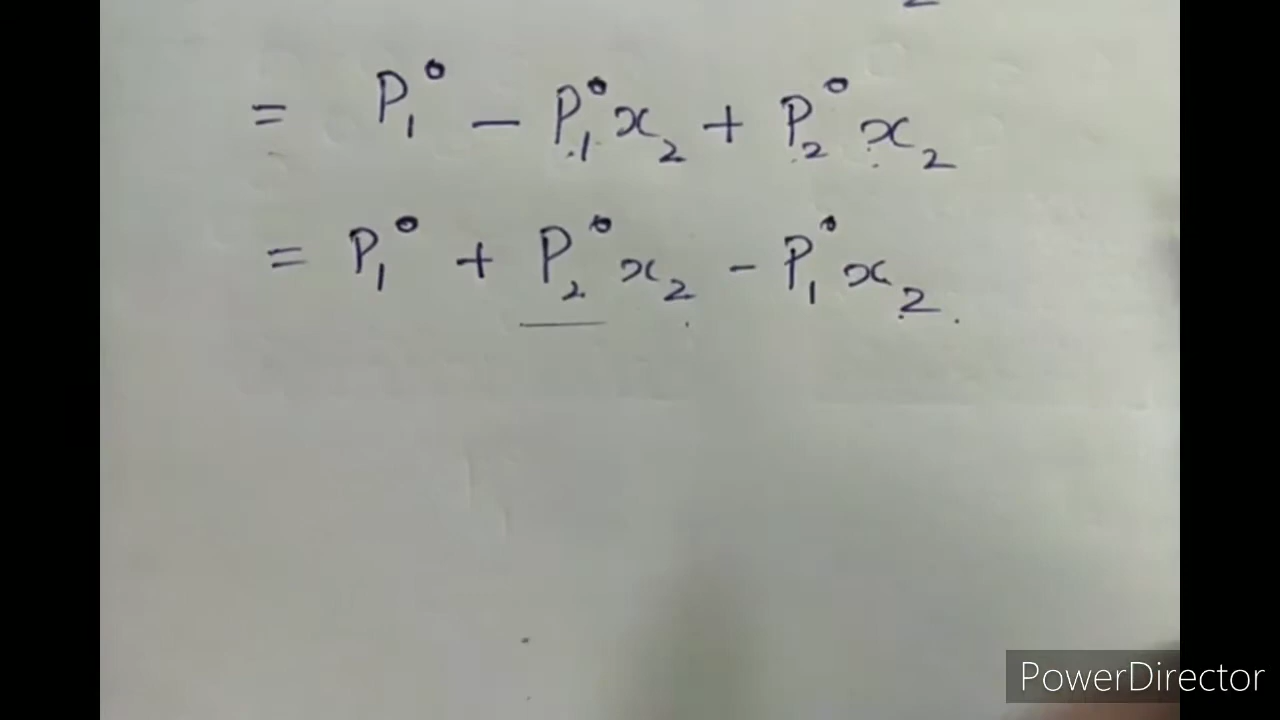 = P₁° − P₁°x₂ + P₂°x₂
= P₁° + P₂°x₂ − P₁°x₂.
PowerDirector